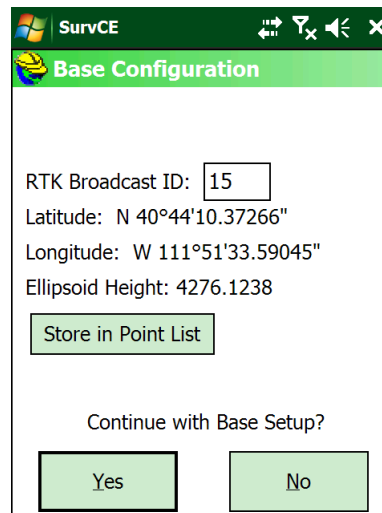 SurvCE
Base Configuration
RTK Broadcast ID: 15
Latitude: N 40°44'10.37266"
Longitude: W 111°51'33.59045"
Ellipsoid Height: 4276.1238
Store in Point List
Continue with Base Setup?
Yes No